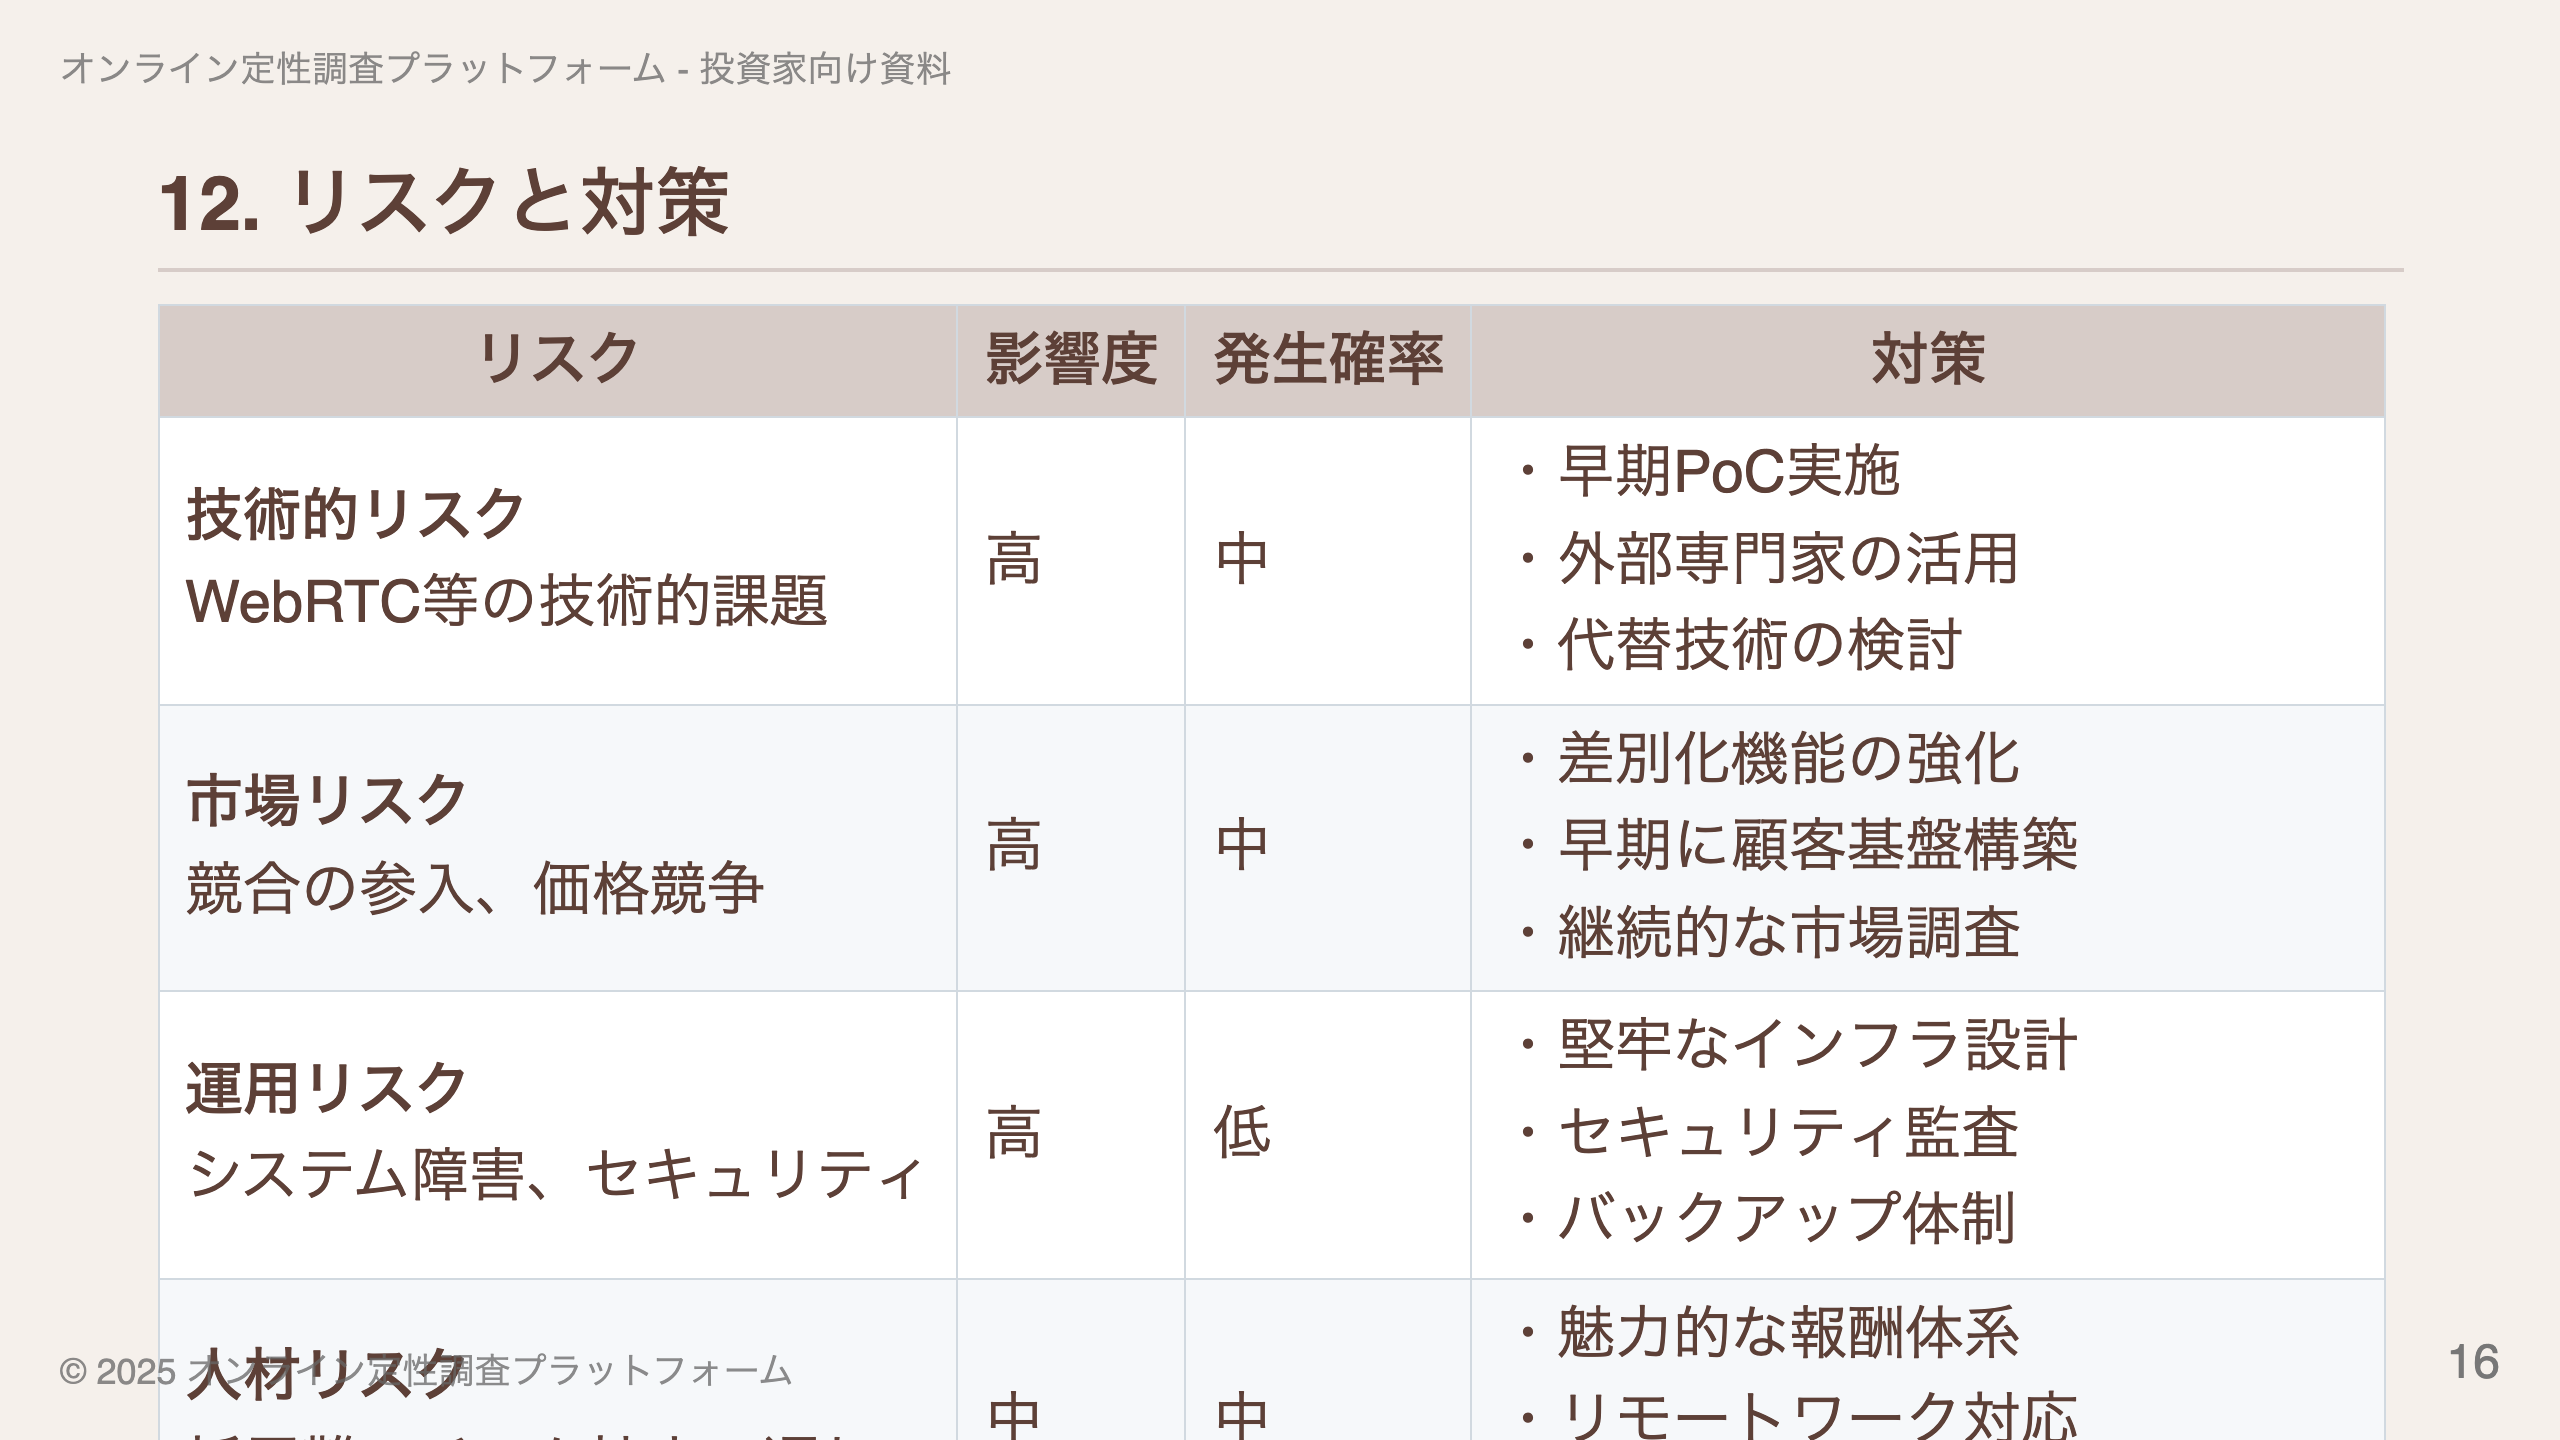 オンライン定性調査プラットフォーム - 投資家向け資料
12. リスクと対策
リスク 影響度 発生確率 対策
技術的リスク
WebRTC等の技術的課題
高
中
・早期PoC実施
・外部専門家の活用
・代替技術の検討
市場リスク
競合の参入、価格競争
高
中
・差別化機能の強化
・早期に顧客基盤構築
・継続的な市場調査
運用リスク
システム障害、セキュリティ
高
低
・堅牢なインフラ設計
・セキュリティ監査
・バックアップ体制
人材リスク
中
中
・魅力的な報酬体系
・リモートワーク対応
© 2025 オンライン定性調査プラットフォーム
16